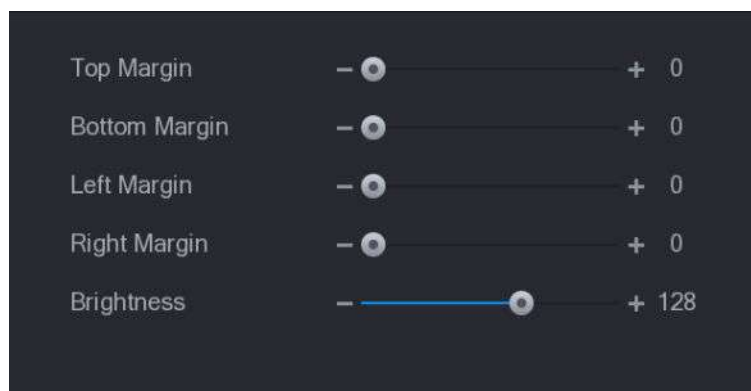 Top Margin − + 0
Bottom Margin − + 0
Left Margin − + 0
Right Margin − + 0
Brightness − + 128